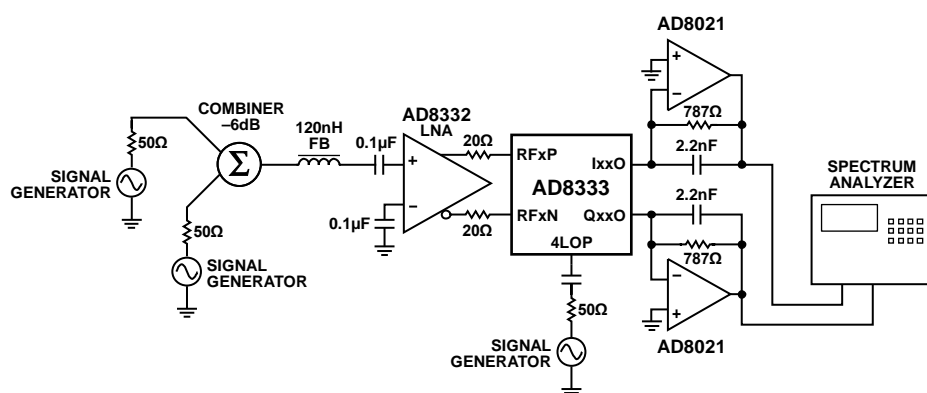 AD8021
COMBINER
–6dB
50Ω
SIGNAL
GENERATOR
Σ
50Ω
SIGNAL
GENERATOR
120nH
FB
0.1µF
AD8332
LNA
+
–
0.1µF
20Ω
20Ω
RFxP
RFxN
AD8333
IxxO
QxxO
4LOP
50Ω
SIGNAL
GENERATOR
+
–
787Ω
2.2nF
2.2nF
787Ω
–
+
AD8021
SPECTRUM
ANALYZER